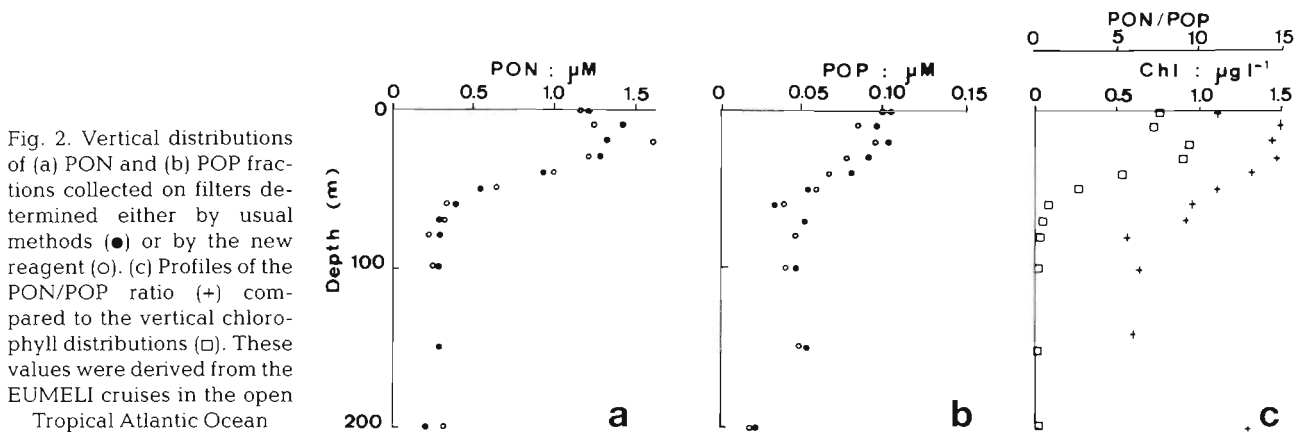 Fig. 2. Vertical distributions
of (a) PON and (b) POP frac-
tions collected on filters de-
termined either by usual
methods (●) or by the new
reagent (o). (c) Profiles of the
PON/POP ratio (+) com-
pared to the vertical chloro-
phyll distributions (□). These
values were derived from the
EUMELI cruises in the open
Tropical Atlantic Ocean
PON : μM
0 0.5 1.0 1.5
Depth (m)
0
100
200
a
POP : μM
0 0.05 0.10 0.15
b
PON/POP
0 5 10 15
Chl : μg l⁻¹
0 0.5 1.0 1.5
c